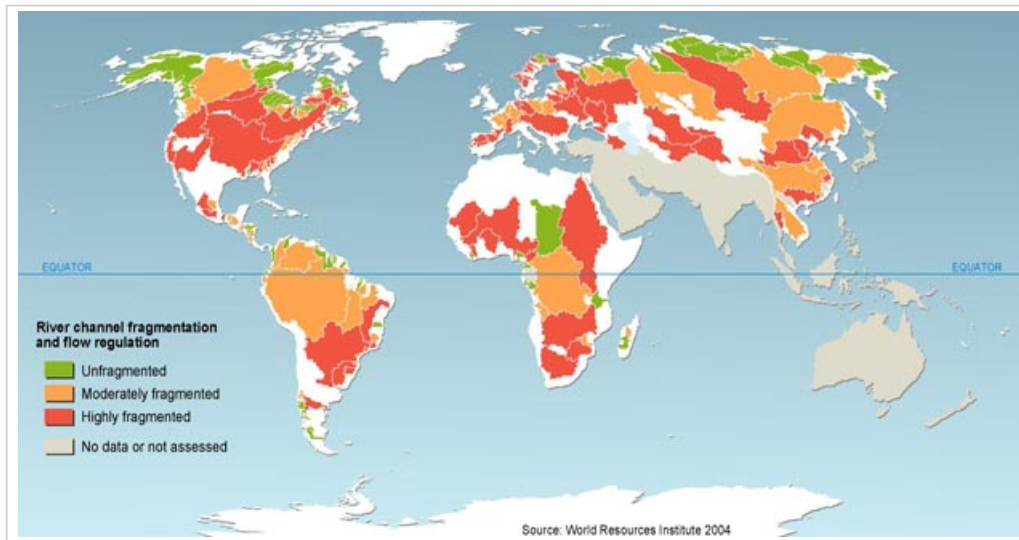 EQUATOR
EQUATOR
River channel fragmentation
and flow regulation
Unfragmented
Moderately fragmented
Highly fragmented
No data or not assessed
Source: World Resources Institute 2004